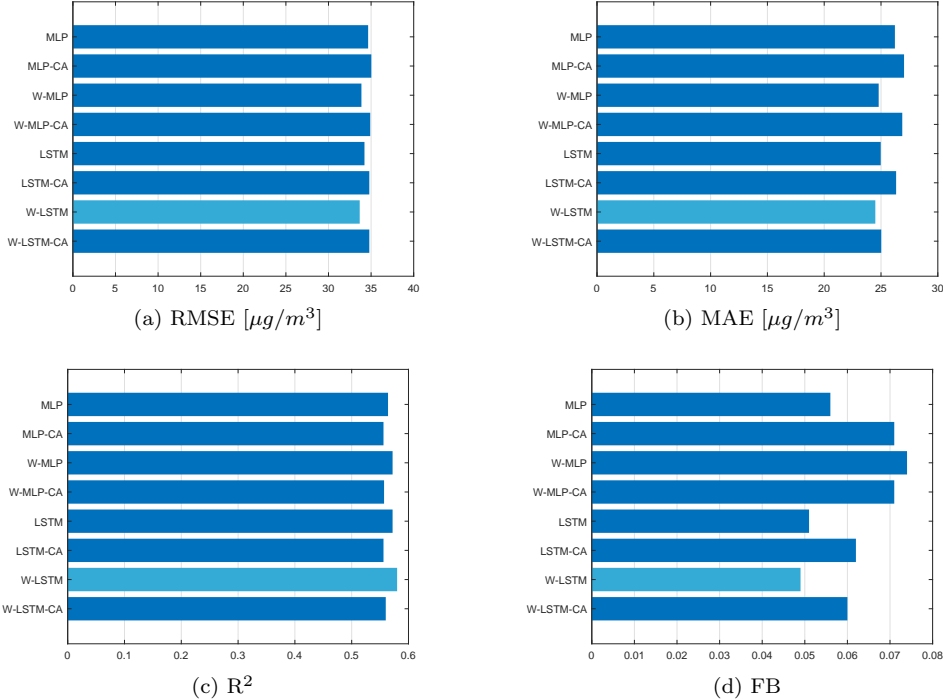 MLP
MLP-CA
W-MLP
W-MLP-CA
LSTM
LSTM-CA
W-LSTM
W-LSTM-CA
0 5 10 15 20 25 30 35 40
(a) RMSE [μg/m³]
MLP
MLP-CA
W-MLP
W-MLP-CA
LSTM
LSTM-CA
W-LSTM
W-LSTM-CA
0 5 10 15 20 25 30
(b) MAE [μg/m³]
MLP
MLP-CA
W-MLP
W-MLP-CA
LSTM
LSTM-CA
W-LSTM
W-LSTM-CA
0 0.1 0.2 0.3 0.4 0.5 0.6
(c) R²
MLP
MLP-CA
W-MLP
W-MLP-CA
LSTM
LSTM-CA
W-LSTM
W-LSTM-CA
0 0.01 0.02 0.03 0.04 0.05 0.06 0.07 0.08
(d) FB